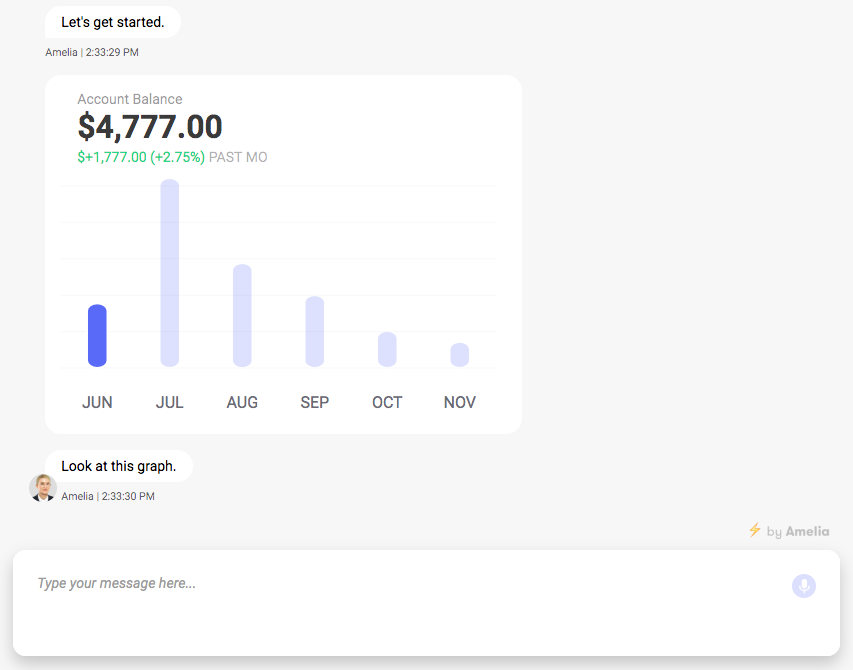 Let's get started.
Amelia | 2:33:29 PM
Account Balance
$4,777.00
$+1,777.00 (+2.75%) PAST MO
JUN JUL AUG SEP OCT NOV
Look at this graph.
Amelia | 2:33:30 PM
⚡ by Amelia
Type your message here...